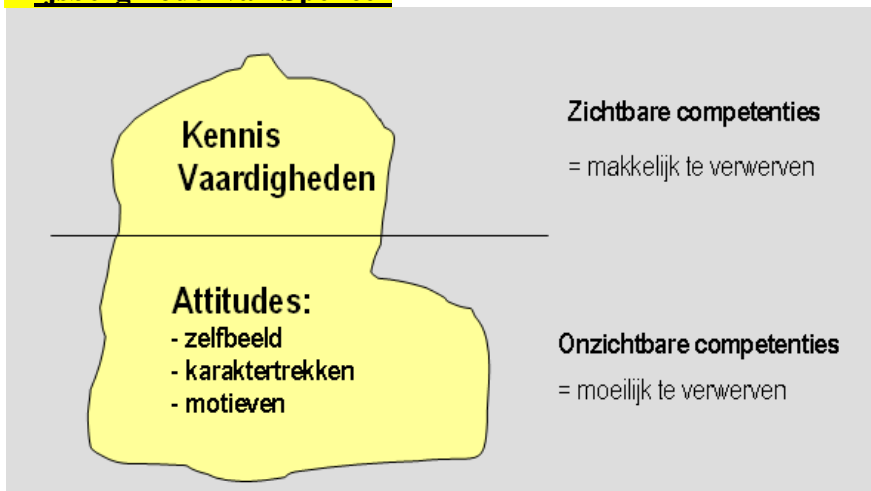 Kennis
Vaardigheden
Zichtbare competenties
= makkelijk te verwerven
Attitudes:
- zelfbeeld
- karaktertrekken
- motieven
Onzichtbare competenties
= moeilijk te verwerven